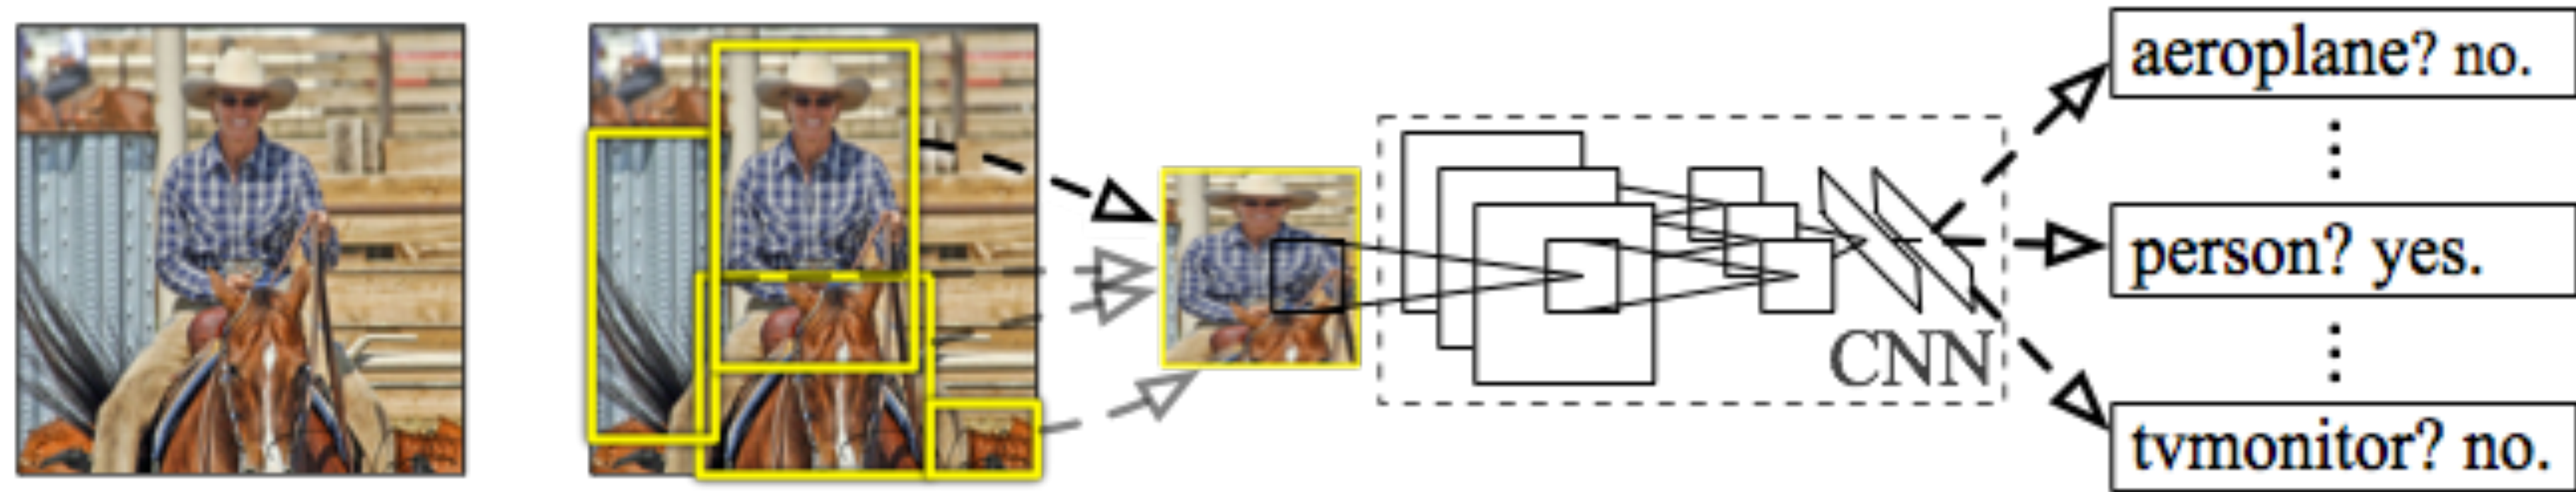 aeroplane? no.
person? yes.
CNN
tvmonitor? no.